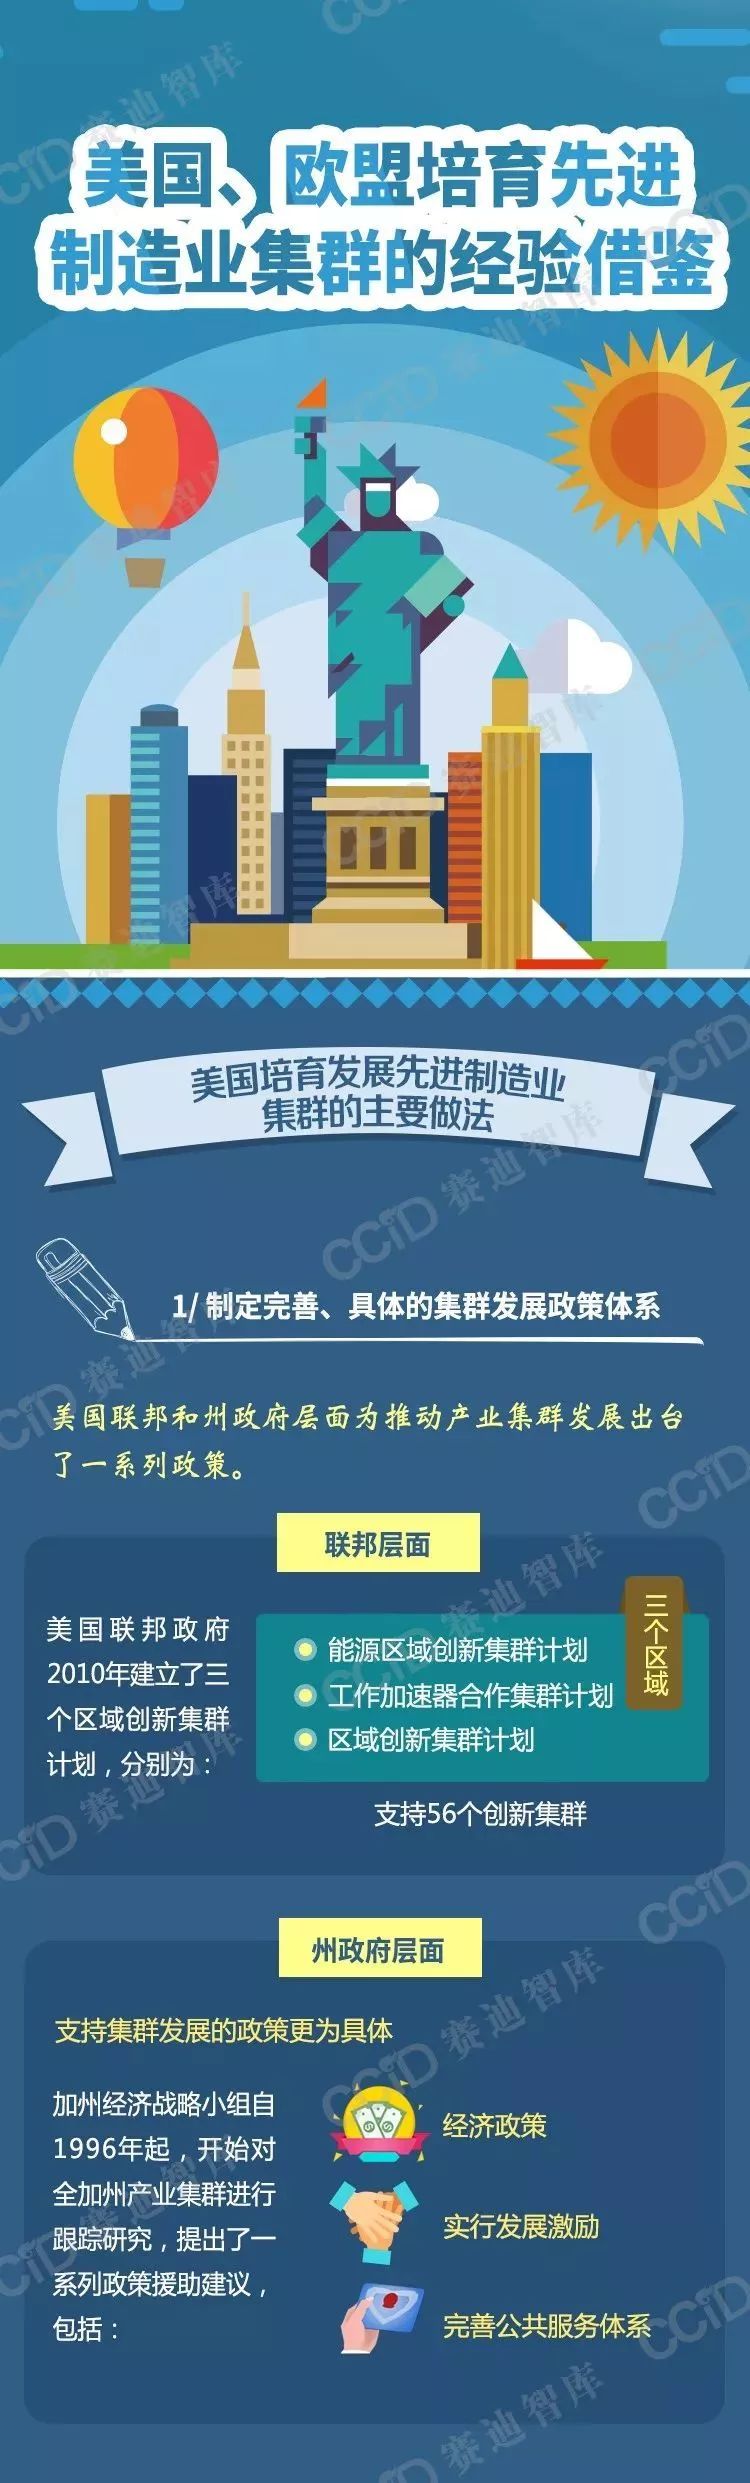 美国、欧盟培育先进
制造业集群的经验借鉴
美国培育发展先进制造业
集群的主要做法
1/ 制定完善、具体的集群发展政策体系
美国联邦和州政府层面为推动产业集群发展出台
了一系列政策。
联邦层面
美国联邦政府
2010年建立了三
个区域创新集群
计划，分别为：
三个区域
能源区域创新集群计划
工作加速器合作集群计划
区域创新集群计划
支持56个创新集群
州政府层面
支持集群发展的政策更为具体
加州经济战略小组自
1996年起，开始对
全加州产业集群进行
跟踪研究，提出了一
系列政策援助建议，
包括：
经济政策
实行发展激励
完善公共服务体系
CCID 赛迪智库